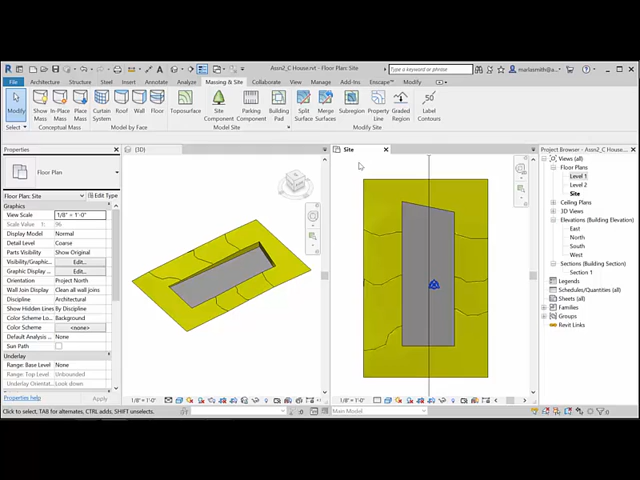 Assn2_C House.rvt - Floor Plan: Site
Enter a keyword or phrase
mariasmith
File Architecture Structure Steel Insert Annotate Analyze Massing & Site Collaborate View Manage Add-Ins Enscape™ Modify
Modify
Show Mass
In-Place Mass
Place Mass
Curtain System
Roof
Wall
Floor
Toposurface
Site Component
Parking Component
Building Pad
Split Surface
Merge Surfaces
Subregion
Property Line
Graded Region
50
Label Contours
Select
Conceptual Mass
Model by Face
Model Site
Modify Site
Properties
{3D}
Site
Project Browser - Assn2_C House.rvt
Floor Plan
Floor Plan: Site
Edit Type
Graphics
View Scale 1/8" = 1'-0"
Scale Value 1: 96
Display Model Normal
Detail Level Coarse
Parts Visibility Show Original
Visibility/Graphic... Edit...
Graphic Display ... Edit...
Orientation Project North
Wall Join Display Clean all wall joins
Discipline Architectural
Show Hidden Lines By Discipline
Color Scheme Lo... Background
Color Scheme <none>
Default Analysis ... None
Sun Path
Underlay
Range: Base Level None
Range: Top Level Unbounded
Underlay Orientat... Look down
Properties help
Apply
Views (all)
Floor Plans
Level 1
Level 2
Site
Ceiling Plans
3D Views
Elevations (Building Elevation)
East
North
South
West
Sections (Building Section)
Section 1
Legends
Schedules/Quantities (all)
Sheets (all)
Families
Groups
Revit Links
1/8" = 1'-0"
1/8" = 1'-0"
Click to select, TAB for alternates, CTRL adds, SHIFT unselects.
Main Model
:0